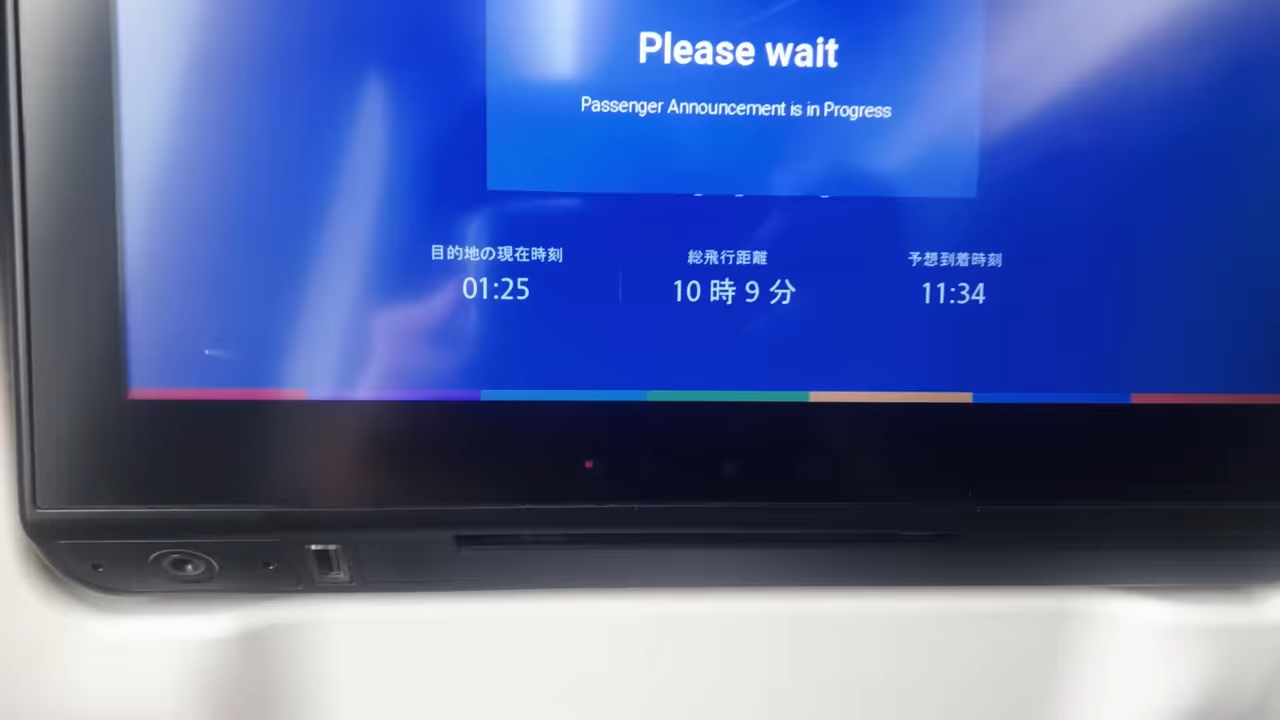 Please wait
Passenger Announcement is in Progress
目的地の現在時刻
01:25
総飛行距離
10 時 9 分
予想到着時刻
11:34